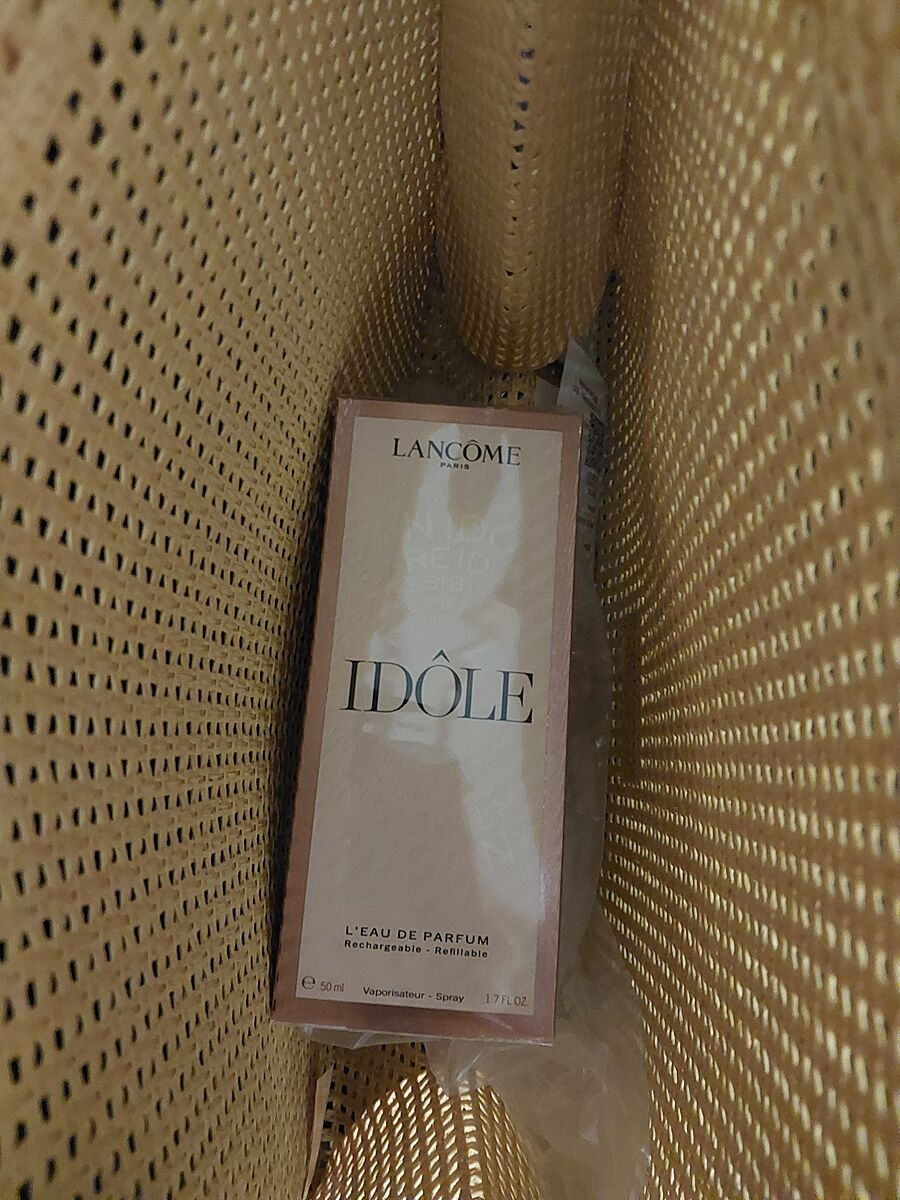 LANCÔME
PARIS
IDÔLE
L'EAU DE PARFUM
Rechargeable - Refillable
℮ 50 ml Vaporisateur - Spray 1.7 FL OZ